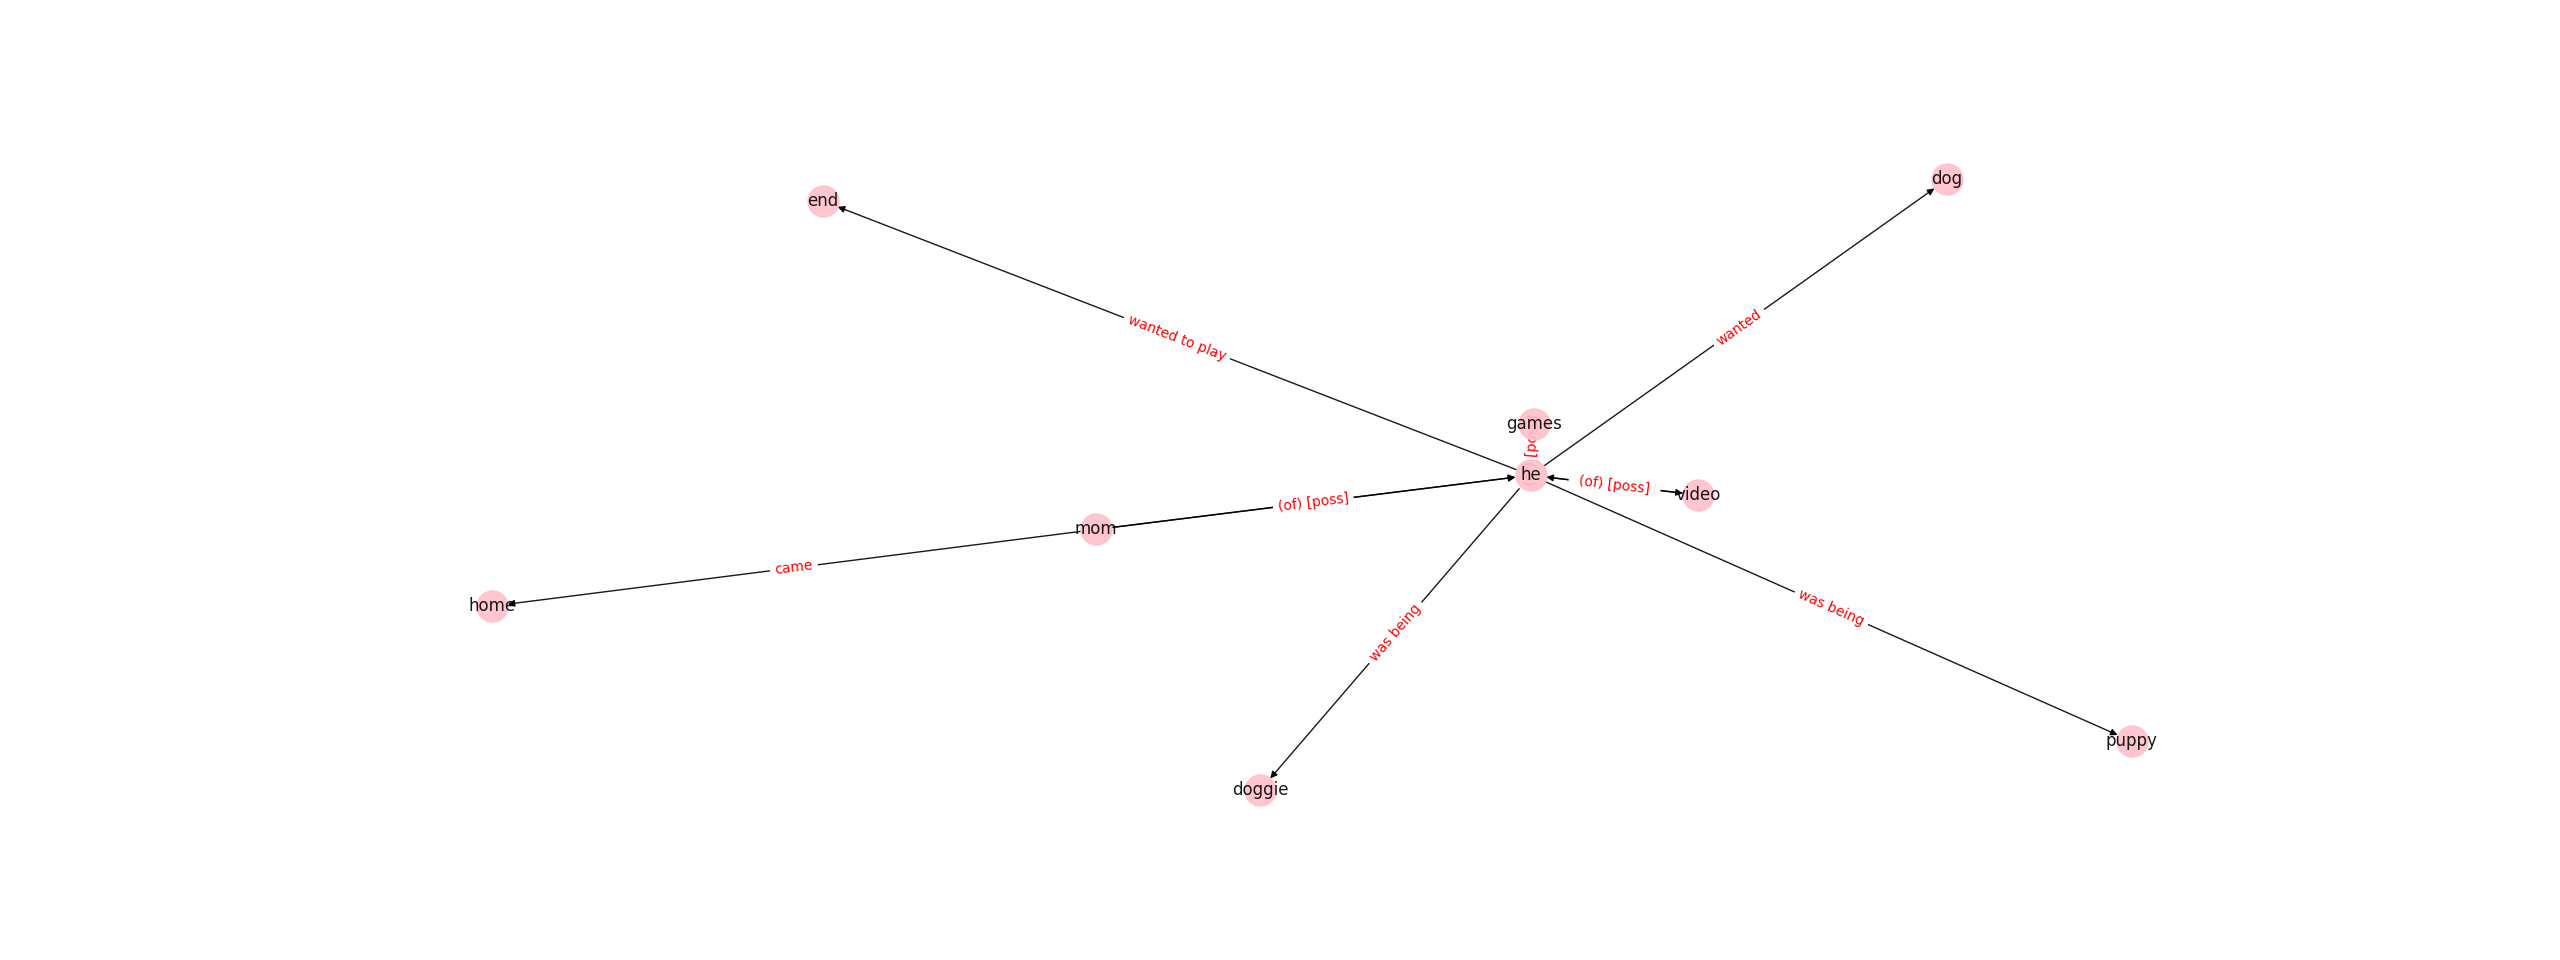 dog
end
wanted to play
wanted
games
he
(of) [poss]
video
(of) [poss]
mom
came
home
was being
was being
puppy
doggie